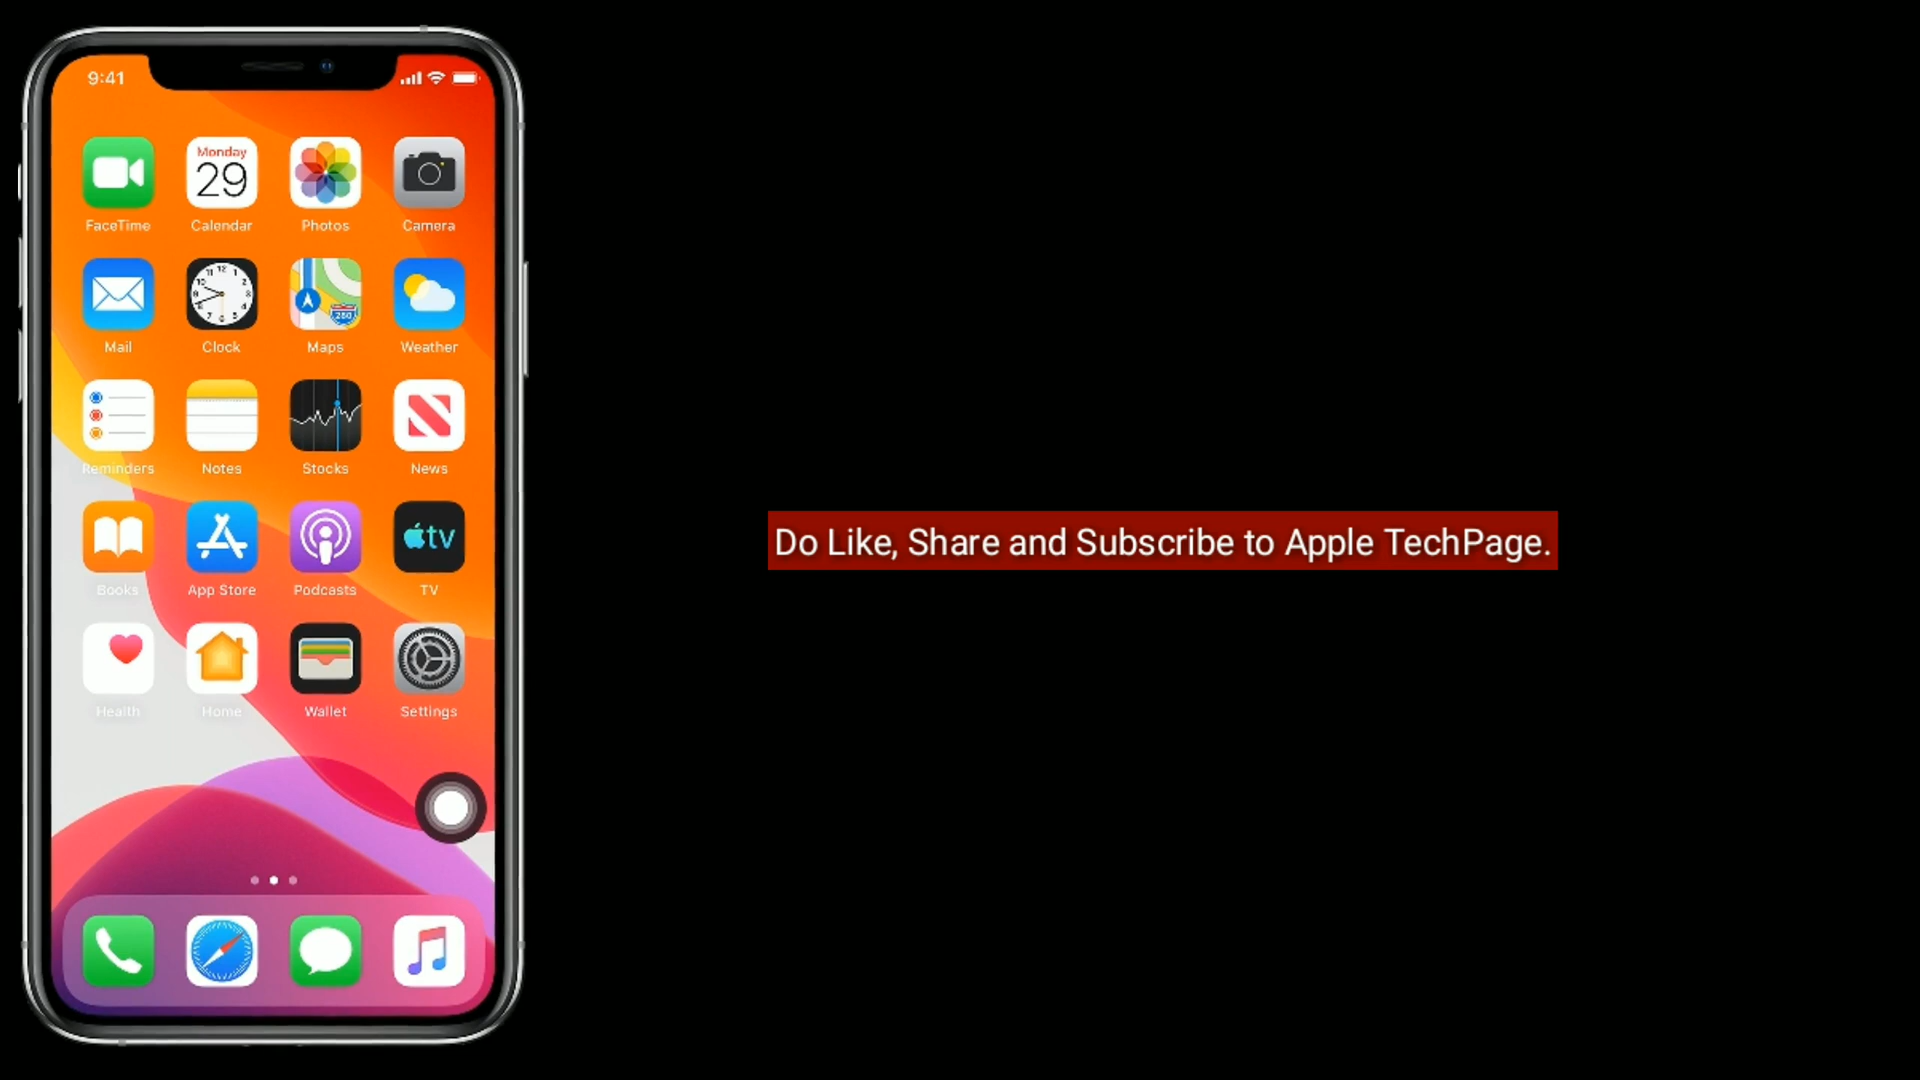 9:41
Monday
29
FaceTime Calendar Photos Camera
280
Mail Clock Maps Weather
Reminders Notes Stocks News
tv
Books App Store Podcasts TV
Health Home Wallet Settings
Do Like, Share and Subscribe to Apple TechPage.